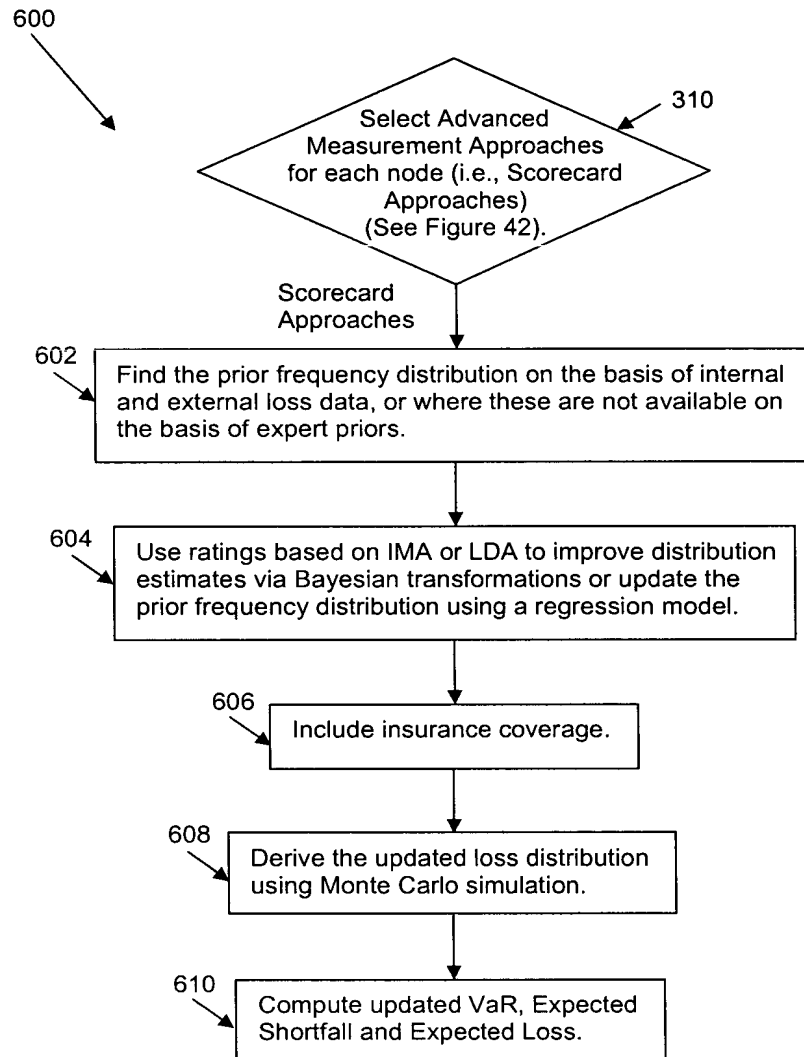 600
310
Select Advanced
Measurement Approaches
for each node (i.e., Scorecard
Approaches)
(See Figure 42).
Scorecard
Approaches
602
Find the prior frequency distribution on the basis of internal
and external loss data, or where these are not available on
the basis of expert priors.
604
Use ratings based on IMA or LDA to improve distribution
estimates via Bayesian transformations or update the
prior frequency distribution using a regression model.
606
Include insurance coverage.
608
Derive the updated loss distribution
using Monte Carlo simulation.
610
Compute updated VaR, Expected
Shortfall and Expected Loss.